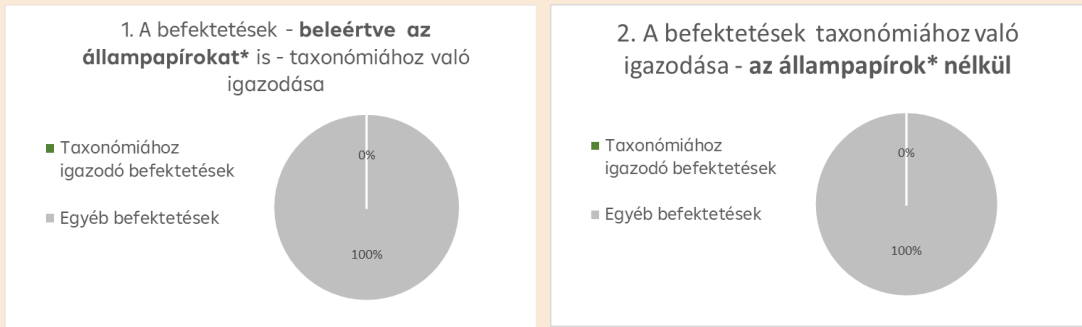 1. A befektetések - beleértve az
állampapírokat* is - taxonómiához való
igazodása
Taxonómiához
igazodó befektetések
Egyéb befektetések
0%
100%
2. A befektetések taxonómiához való
igazodása - az állampapírok* nélkül
Taxonómiához
igazodó befektetések
Egyéb befektetések
0%
100%